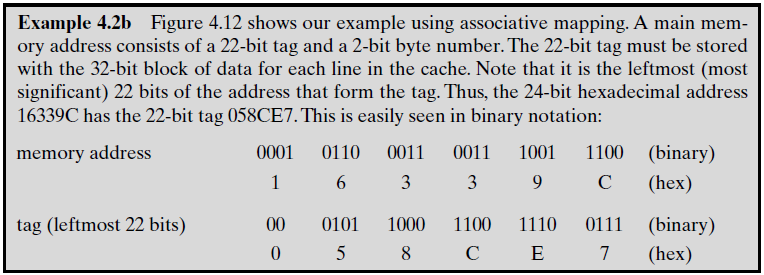 Example 4.2b Figure 4.12 shows our example using associative mapping. A main mem-
ory address consists of a 22-bit tag and a 2-bit byte number. The 22-bit tag must be stored
with the 32-bit block of data for each line in the cache. Note that it is the leftmost (most
significant) 22 bits of the address that form the tag. Thus, the 24-bit hexadecimal address
16339C has the 22-bit tag 058CE7. This is easily seen in binary notation:
memory address 0001 0110 0011 0011 1001 1100 (binary)
1 6 3 3 9 C (hex)
tag (leftmost 22 bits) 00 0101 1000 1100 1110 0111 (binary)
0 5 8 C E 7 (hex)